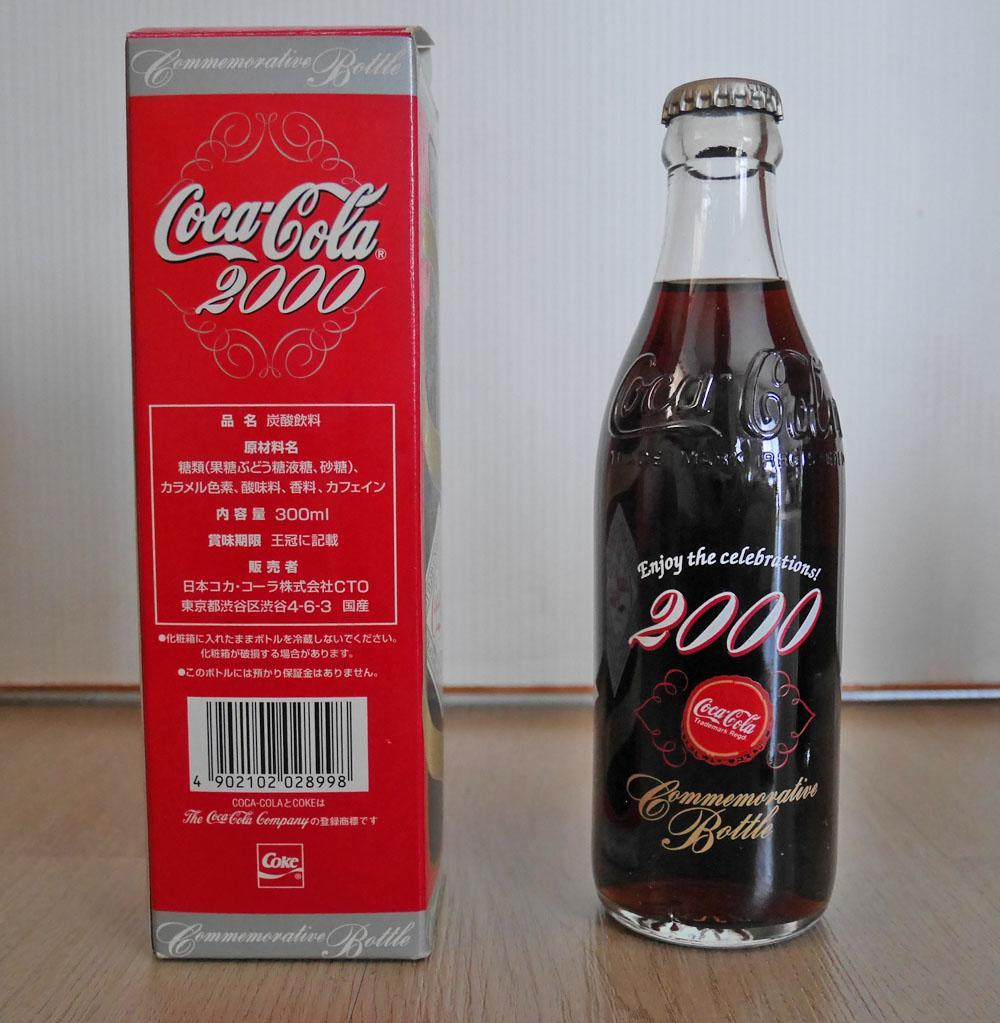 Commemorative Bottle
Coca-Cola®
2000
品名 炭酸飲料
原材料名
糖類(果糖ぶどう糖液糖、砂糖)、
カラメル色素、酸味料、香料、カフェイン
内容量 300ml
賞味期限 王冠に記載
販売者
日本コカ・コーラ株式会社CTO
東京都渋谷区渋谷4-6-3 国産
●化粧箱に入れたままボトルを冷蔵しないでください。
化粧箱が破損する場合があります。
●このボトルには預かり保証金はありません。
4 902102 028998
COCA-COLAとCOKEは
The Coca-Cola Companyの登録商標です
Coke®
Commemorative Bottle
Coca-Cola
TRADE MARK
Enjoy the celebrations!
2000
Coca-Cola
Trademark Regd.
Commemorative
Bottle